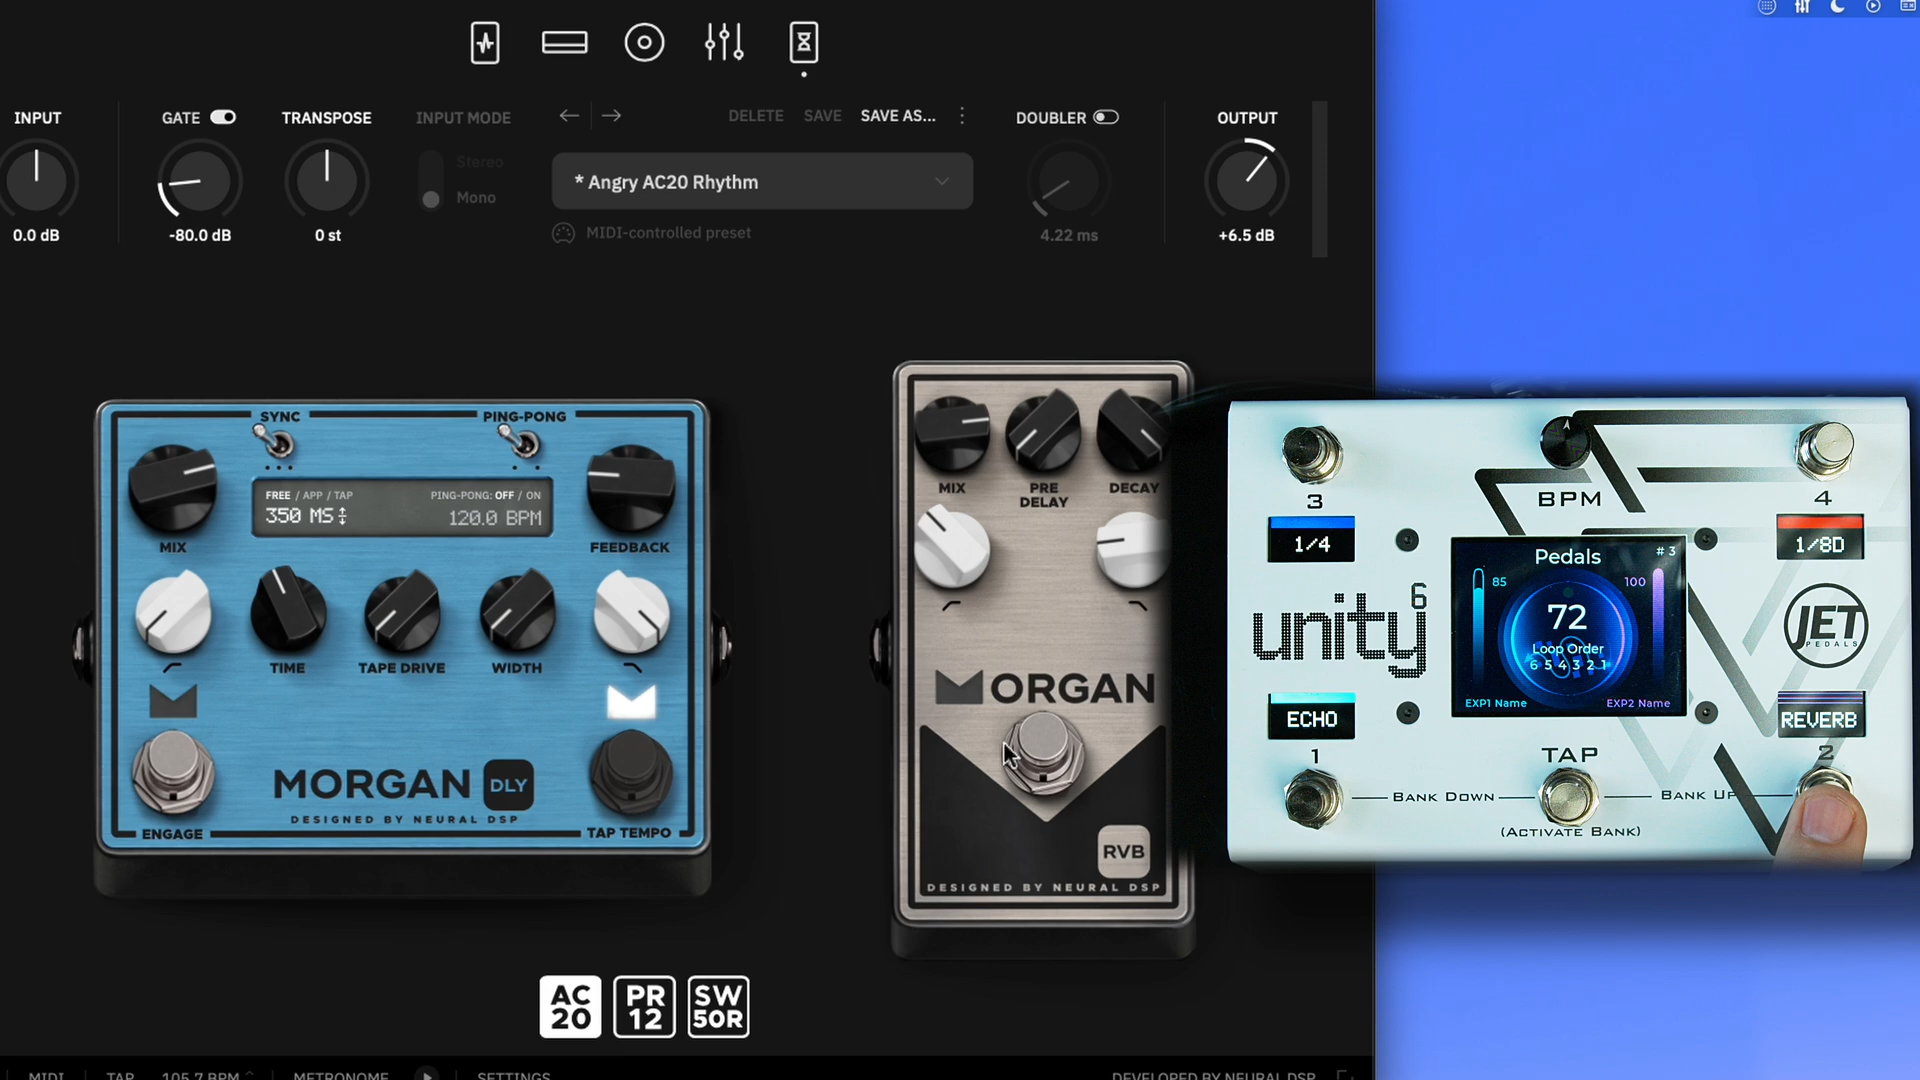 INPUT
0.0 dB
GATE
-80.0 dB
TRANSPOSE
0 st
INPUT MODE
Stereo
Mono
DELETE SAVE SAVE AS...
* Angry AC20 Rhythm
MIDI-controlled preset
DOUBLER
4.22 ms
OUTPUT
+6.5 dB
SYNC
PING-PONG
FREE / APP / TAP
350 MS
PING-PONG: OFF / ON
120.0 BPM
MIX
FEEDBACK
TIME
TAPE DRIVE
WIDTH
MORGAN DLY
DESIGNED BY NEURAL DSP
ENGAGE
TAP TEMPO
MIX
PRE
DELAY
DECAY
MORGAN
RVB
DESIGNED BY NEURAL DSP
3
BPM
4
1/4
1/8D
Pedals
# 3
85
100
72
Loop Order
6 5 4 3 2 1
EXP1 Name
EXP2 Name
unity6
JET
PEDALS
ECHO
REVERB
1
TAP
2
BANK DOWN
BANK UP
(ACTIVATE BANK)
AC
20
PR
12
SW
50R
MIDI
TAP
105.7 BPM
METRONOME
SETTINGS
DEVELOPED BY NEURAL DSP